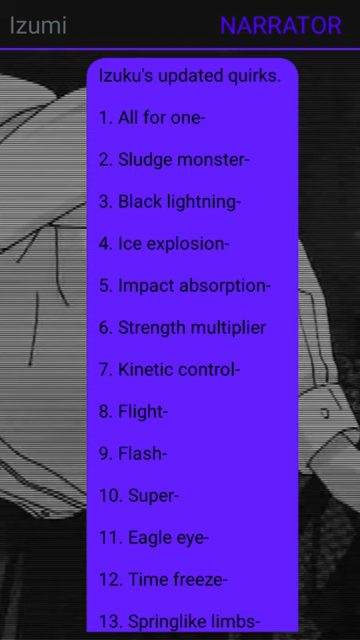 Izumi
NARRATOR
Izuku's updated quirks.
1. All for one-
2. Sludge monster-
3. Black lightning-
4. Ice explosion-
5. Impact absorption-
6. Strength multiplier
7. Kinetic control-
8. Flight-
9. Flash-
10. Super-
11. Eagle eye-
12. Time freeze-
13. Springlike limbs-